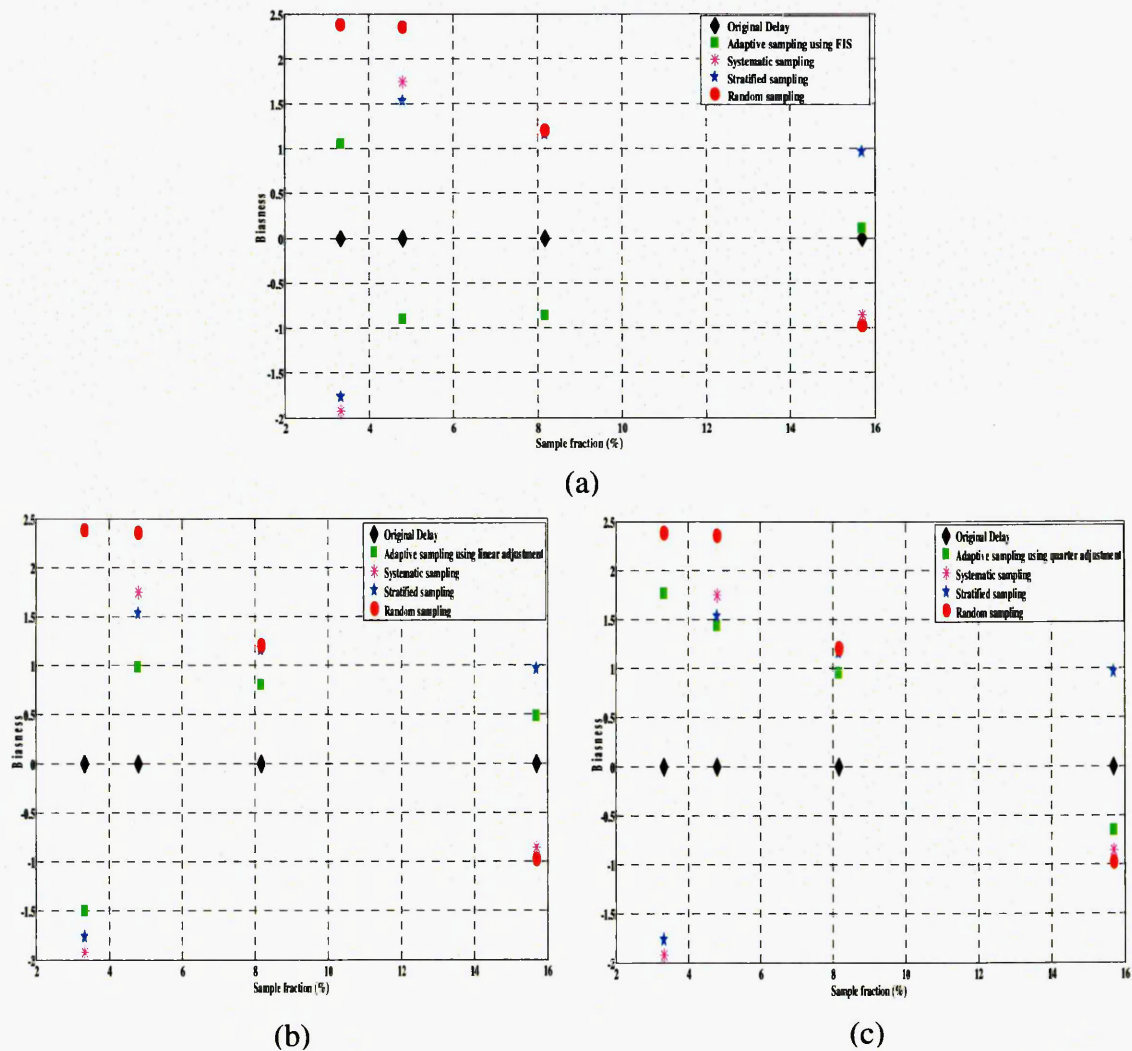 2.5
2
1.5
1
0.5
0
-0.5
-1
-1.5
-2
Biasness
2 4 6 8 10 12 14 16
Sample fraction (%)
Original Delay
Adaptive sampling using FIS
Systematic sampling
Stratified sampling
Random sampling
(a)
2.5
2
1.5
1
0.5
0
-0.5
-1
-1.5
-2
Biasness
2 4 6 8 10 12 14 16
Sample fraction (%)
Original Delay
Adaptive sampling using linear adjustment
Systematic sampling
Stratified sampling
Random sampling
(b)
2.5
2
1.5
1
0.5
0
-0.5
-1
-1.5
-2
Biasness
2 4 6 8 10 12 14 16
Sample fraction (%)
Original Delay
Adaptive sampling using quarter adjustment
Systematic sampling
Stratified sampling
Random sampling
(c)